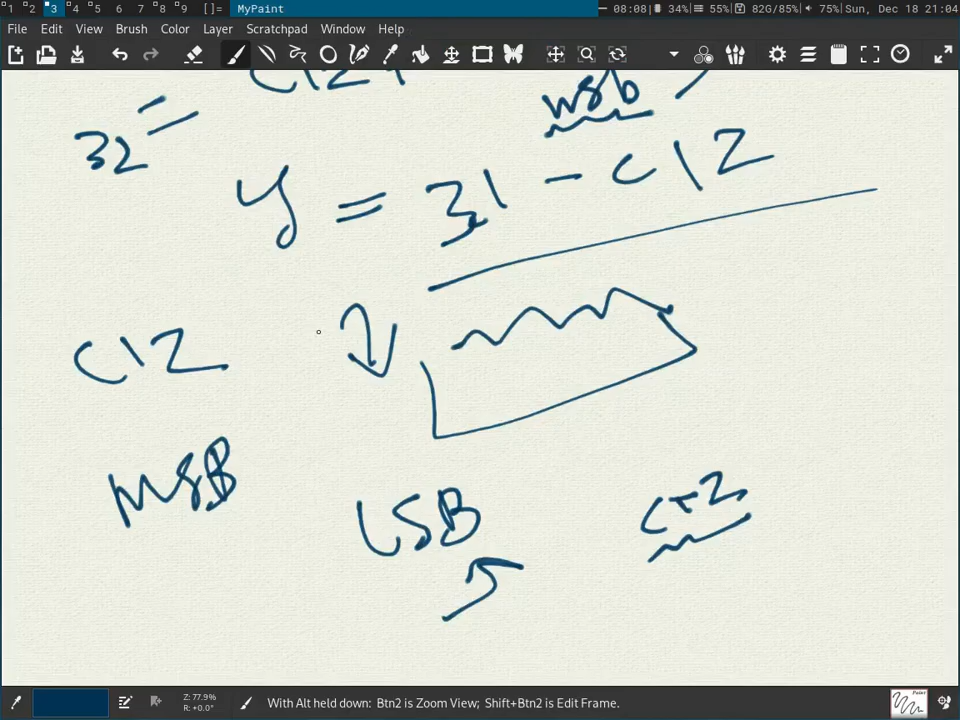 1 2 3 4 5 6 7 8 9 []= MyPaint 08:08 34% 55% 82G/85% 75% Sun, Dec 18 21:04
File Edit View Brush Color Layer Scratchpad Window Help
32 =
msb
y = 31 - clz
clz
MSB
LSB
ctz
Z: 77.9%
R: +0.0°
With Alt held down: Btn2 is Zoom View; Shift+Btn2 is Edit Frame.